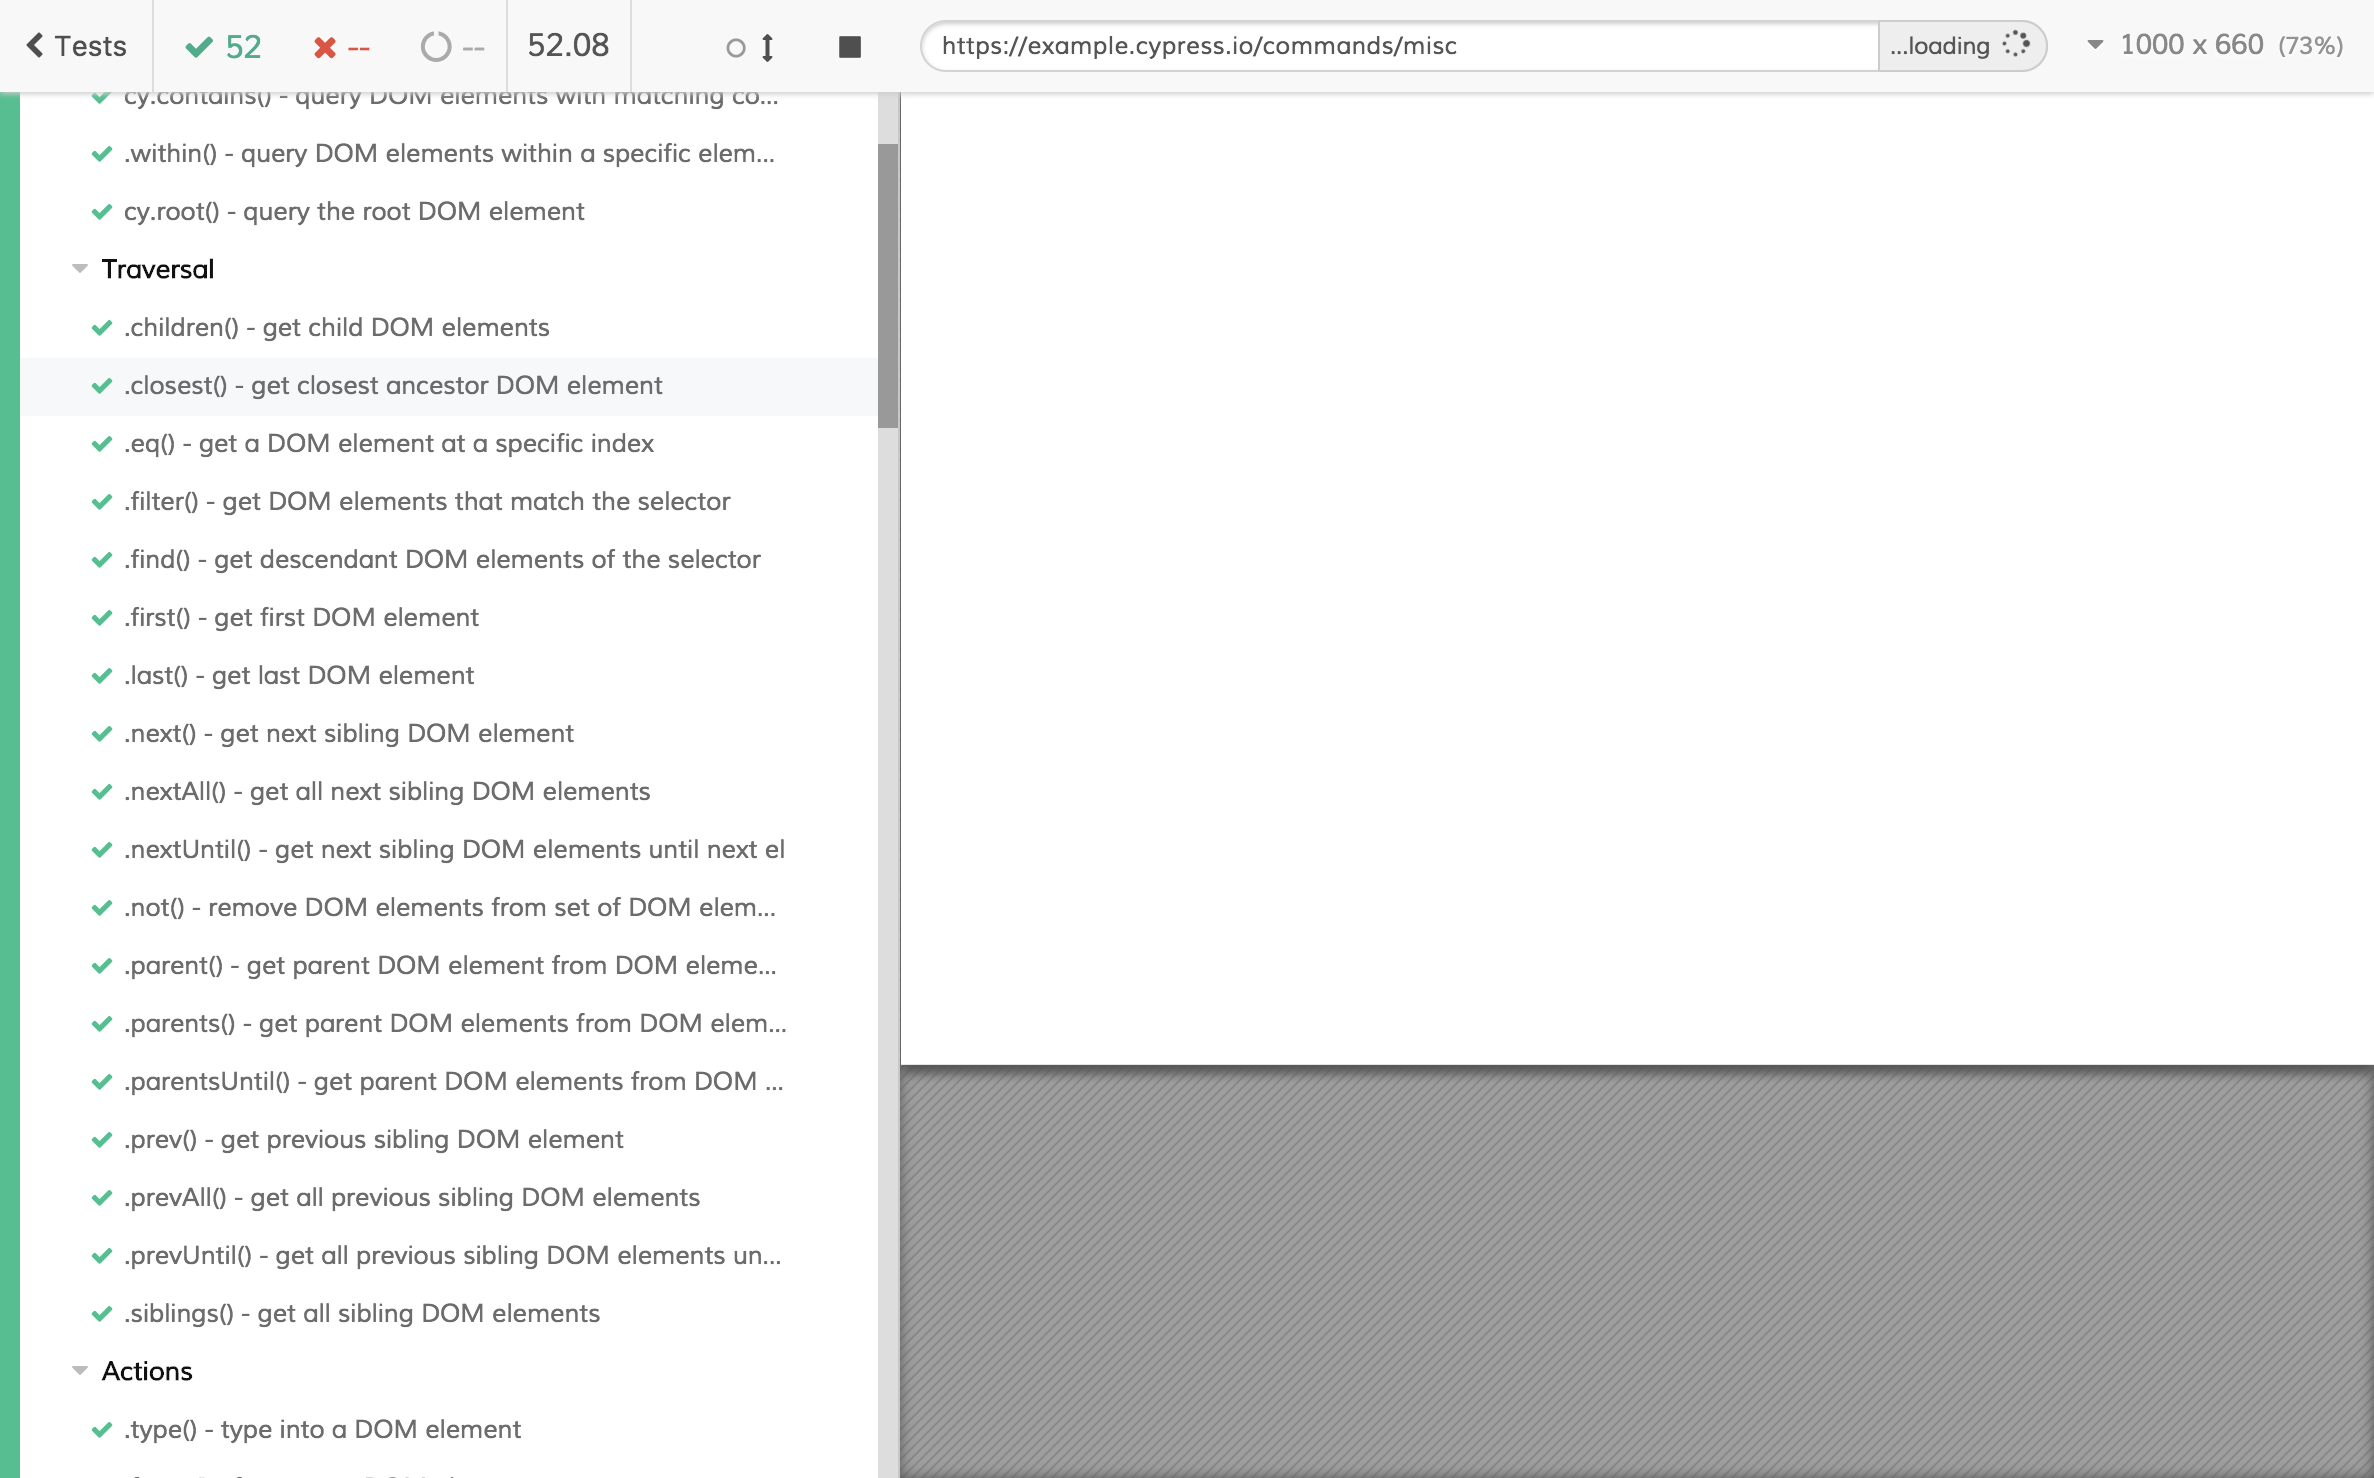 Tests
52
--
--
52.08
https://example.cypress.io/commands/misc
...loading
1000 x 660 (73%)
cy.contains() - query DOM elements with matching co...
.within() - query DOM elements within a specific elem...
cy.root() - query the root DOM element
Traversal
.children() - get child DOM elements
.closest() - get closest ancestor DOM element
.eq() - get a DOM element at a specific index
.filter() - get DOM elements that match the selector
.find() - get descendant DOM elements of the selector
.first() - get first DOM element
.last() - get last DOM element
.next() - get next sibling DOM element
.nextAll() - get all next sibling DOM elements
.nextUntil() - get next sibling DOM elements until next el
.not() - remove DOM elements from set of DOM elem...
.parent() - get parent DOM element from DOM eleme...
.parents() - get parent DOM elements from DOM elem...
.parentsUntil() - get parent DOM elements from DOM ...
.prev() - get previous sibling DOM element
.prevAll() - get all previous sibling DOM elements
.prevUntil() - get all previous sibling DOM elements un...
.siblings() - get all sibling DOM elements
Actions
.type() - type into a DOM element